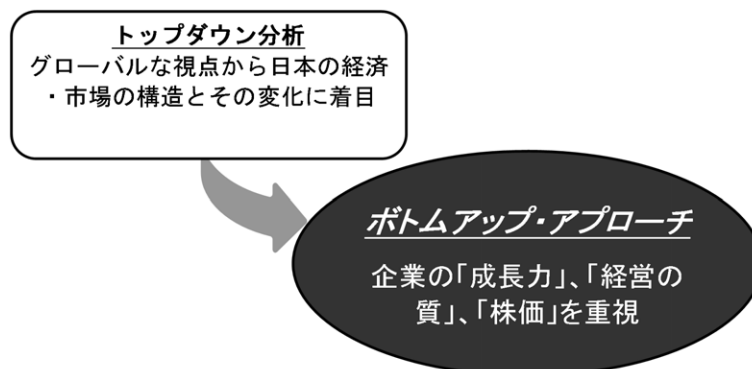 トップダウン分析
グローバルな視点から日本の経済
・市場の構造とその変化に着目
ボトムアップ・アプローチ
企業の｢成長力｣、｢経営の
質｣、｢株価｣を重視